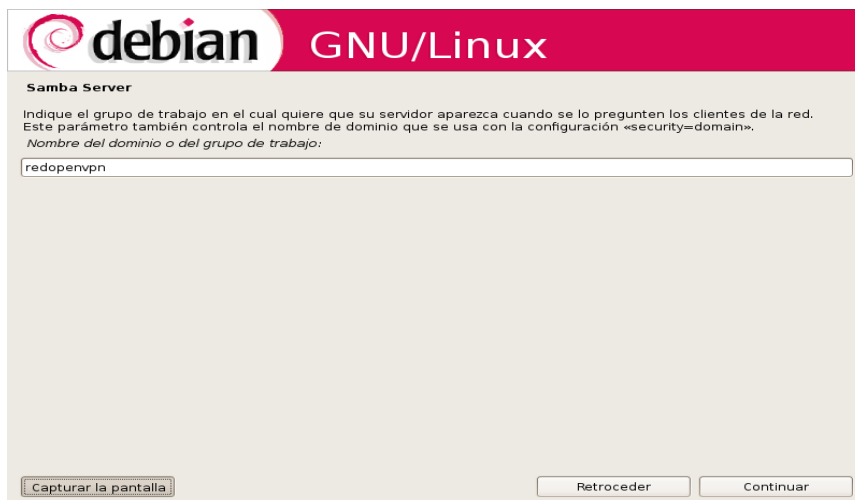 debian GNU/Linux
Samba Server
Indique el grupo de trabajo en el cual quiere que su servidor aparezca cuando se lo pregunten los clientes de la red.
Este parámetro también controla el nombre de dominio que se usa con la configuración «security=domain».
Nombre del dominio o del grupo de trabajo:
redopenvpn
Capturar la pantalla Retroceder Continuar